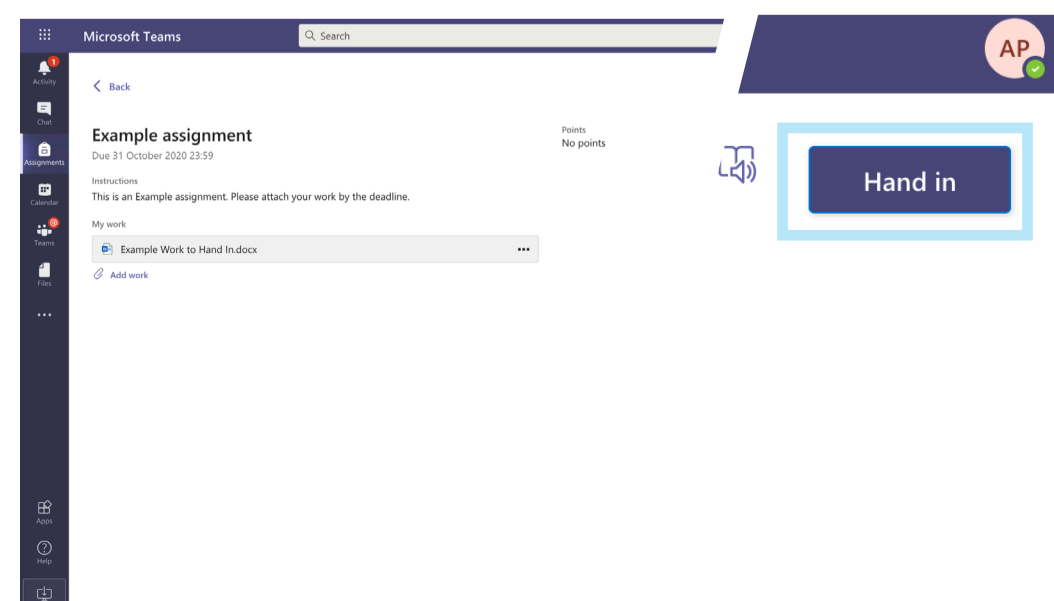 Microsoft Teams
Search
AP
1
Activity
Back
Chat
Example assignment
Due 31 October 2020 23:59
Points
No points
Hand in
Assignments
Instructions
This is an Example assignment. Please attach your work by the deadline.
Calendar
My work
@
Teams
Example Work to Hand In.docx
Add work
Files
Apps
Help